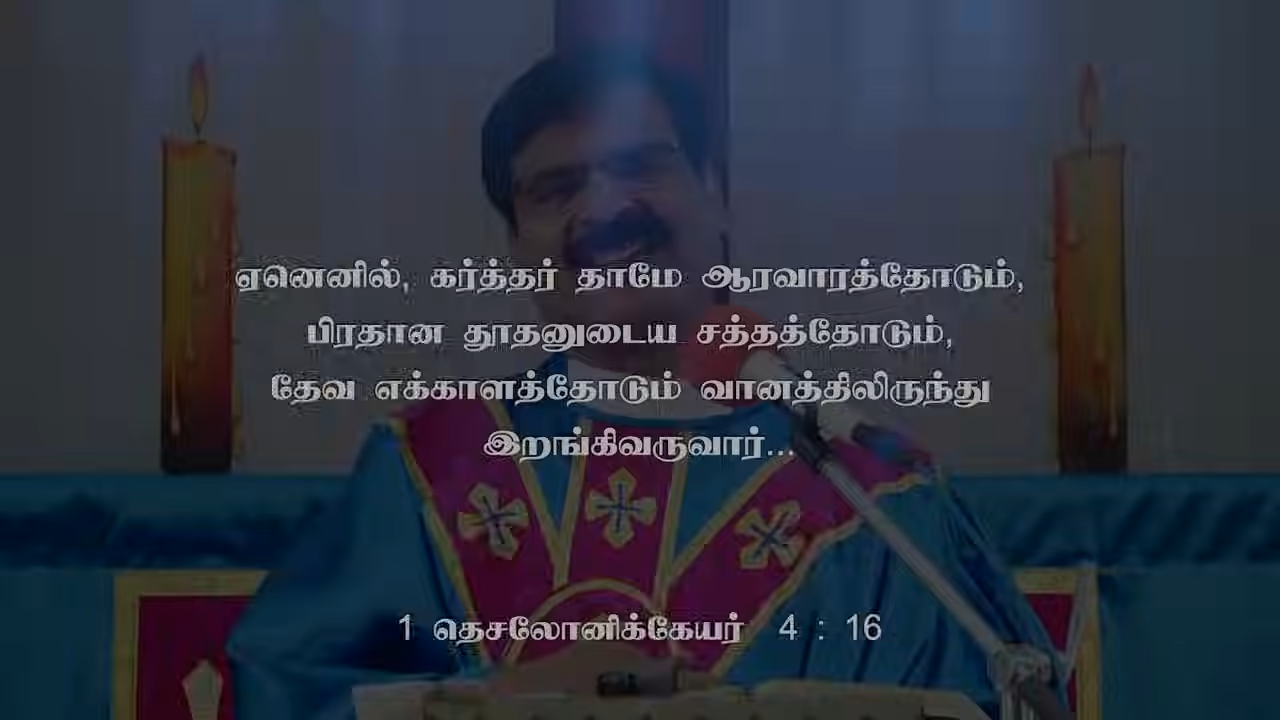 ஏனெனில், கர்த்தர் தாமே ஆரவாரத்தோடும்,
பிரதான தூதனுடைய சத்தத்தோடும்,
தேவ எக்காளத்தோடும் வானத்திலிருந்து
இறங்கிவருவார்...
1 தெசலோனிக்கேயர் 4 : 16